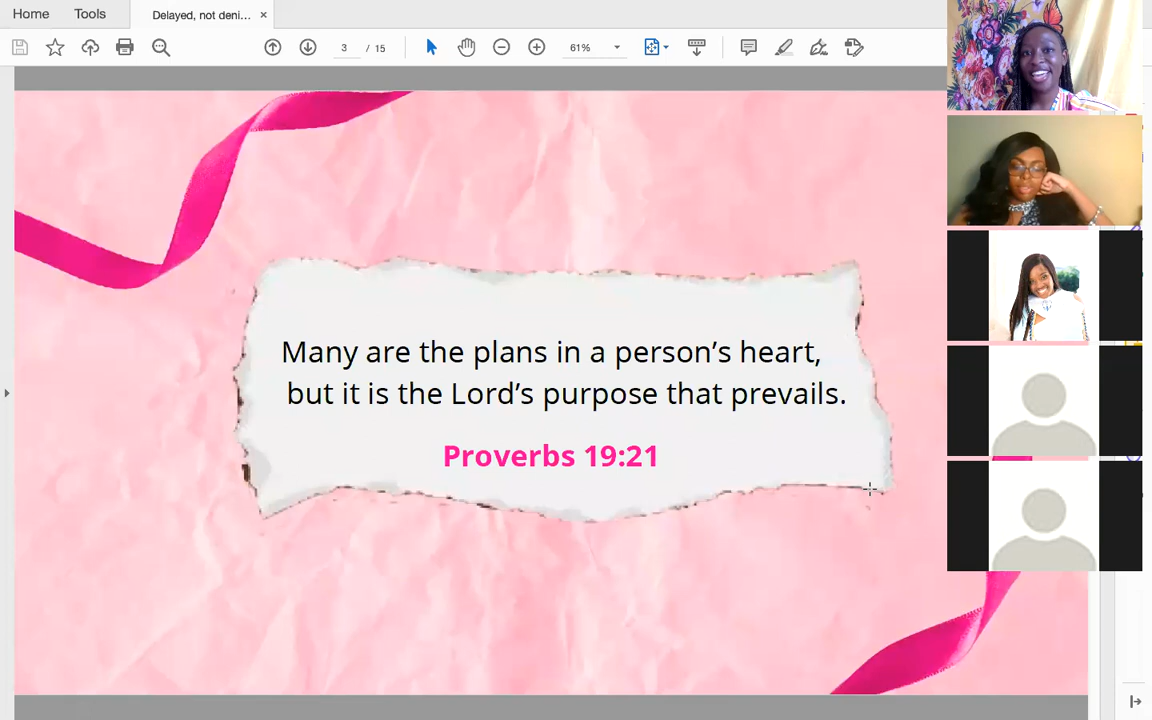 Home Tools Delayed, not deni... ×
3 / 15 61%
Many are the plans in a person’s heart,
but it is the Lord’s purpose that prevails.
Proverbs 19:21